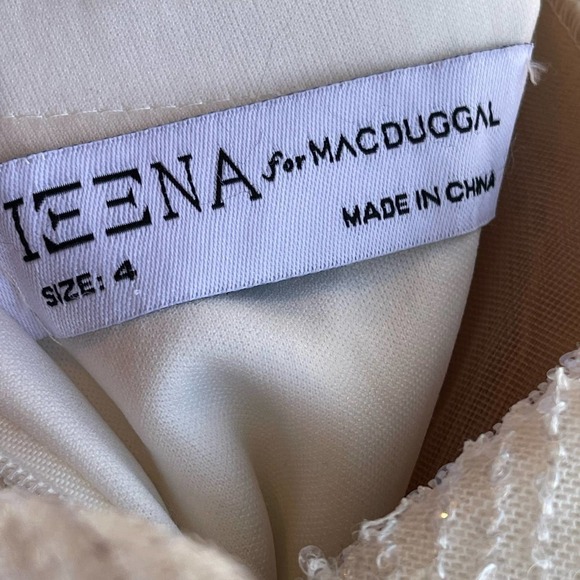 IEENA for MACDUGGAL
SIZE: 4
MADE IN CHINA